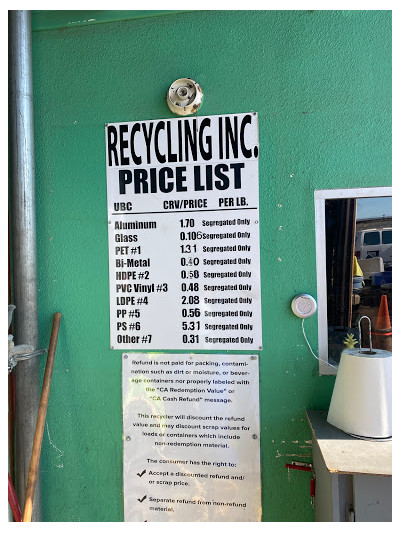 RECYCLING INC.
PRICE LIST
UBC CRV/PRICE PER LB.
Aluminum 1.70 Segregated Only
Glass 0.106 Segregated Only
PET #1 1.31 Segregated Only
Bi-Metal 0.40 Segregated Only
HDPE #2 0.58 Segregated Only
PVC Vinyl #3 0.48 Segregated Only
LDPE #4 2.08 Segregated Only
PP #5 0.56 Segregated Only
PS #6 5.31 Segregated Only
Other #7 0.31 Segregated Only
Refund is not paid for packing, contami-
nation such as dirt or moisture, or bever-
age containers nor properly labeled with
the "CA Redemption Value" or
"CA Cash Refund" message.
This recycler will discount the refund
value and may discount scrap values for
loads or containers which include
non-redemption material.
The consumer has the right to:
✔ Accept a discounted refund and/
or scrap price.
✔ Separate refund from non-refund
material.